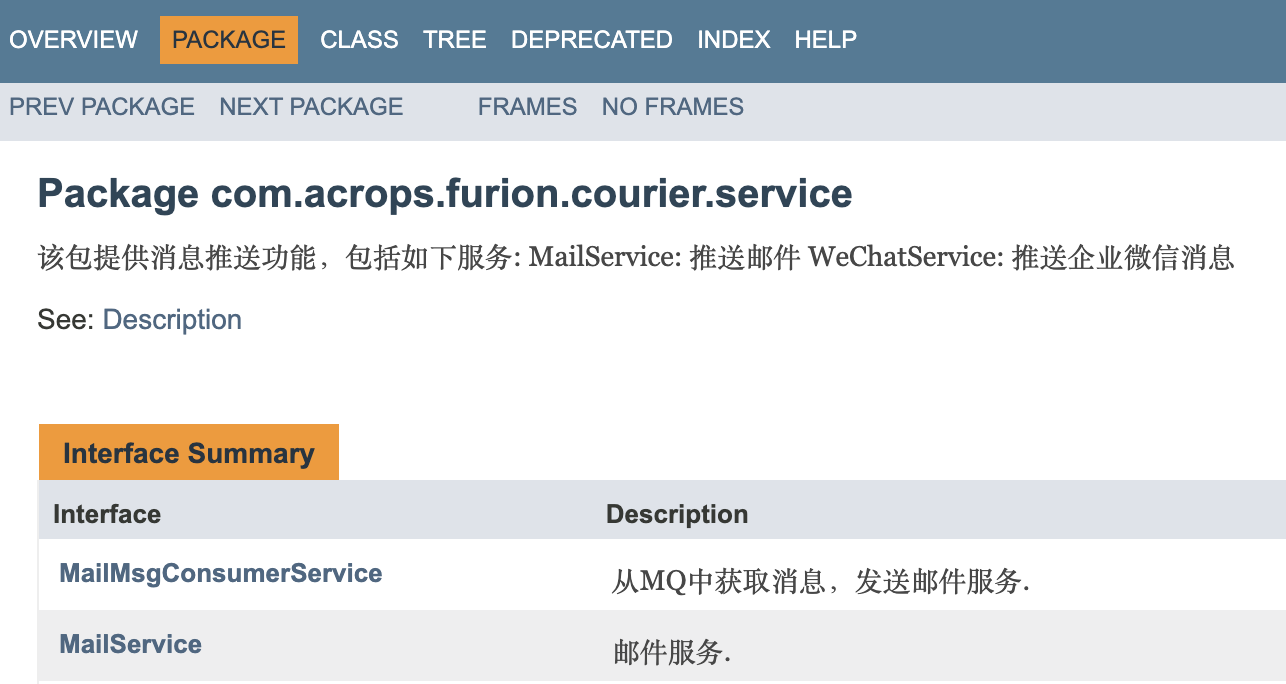 OVERVIEW PACKAGE CLASS TREE DEPRECATED INDEX HELP
PREV PACKAGE NEXT PACKAGE FRAMES NO FRAMES
Package com.acrops.furion.courier.service
该包提供消息推送功能，包括如下服务: MailService: 推送邮件 WeChatService: 推送企业微信消息
See: Description
Interface Summary
Interface Description
MailMsgConsumerService 从MQ中获取消息，发送邮件服务.
MailService 邮件服务.